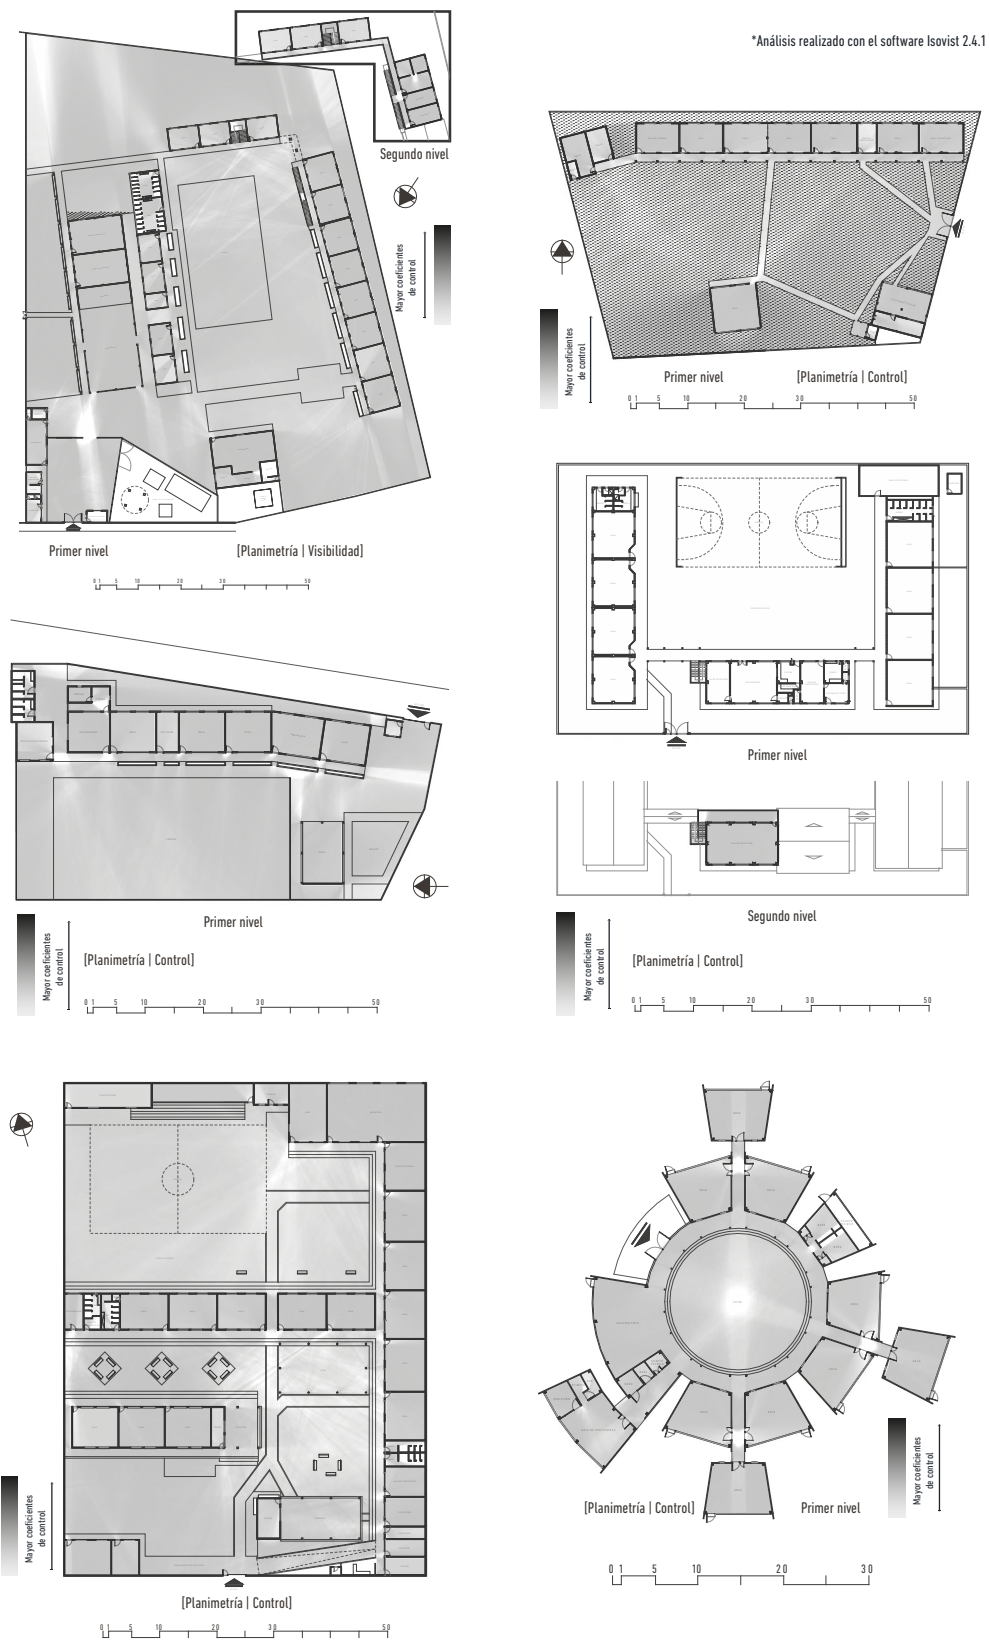 *Análisis realizado con el software Isovist 2.4.1
Segundo nivel
Mayor coeficientes
de control
Primer nivel
[Planimetría | Visibilidad]
0 1 5 10 20 30 50
Mayor coeficientes
de control
Primer nivel
[Planimetría | Control]
0 1 5 10 20 30 50
Primer nivel
Mayor coeficientes
de control
[Planimetría | Control]
0 1 5 10 20 30 50
Primer nivel
Segundo nivel
Mayor coeficientes
de control
[Planimetría | Control]
0 1 5 10 20 30 50
Mayor coeficientes
de control
[Planimetría | Control]
0 1 5 10 20 30 50
Mayor coeficientes
de control
[Planimetría | Control]
Primer nivel
0 1 5 10 20 30